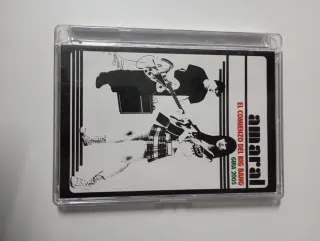 amaral
EL COMIENZO DEL BIG BANG
GIRA 2005